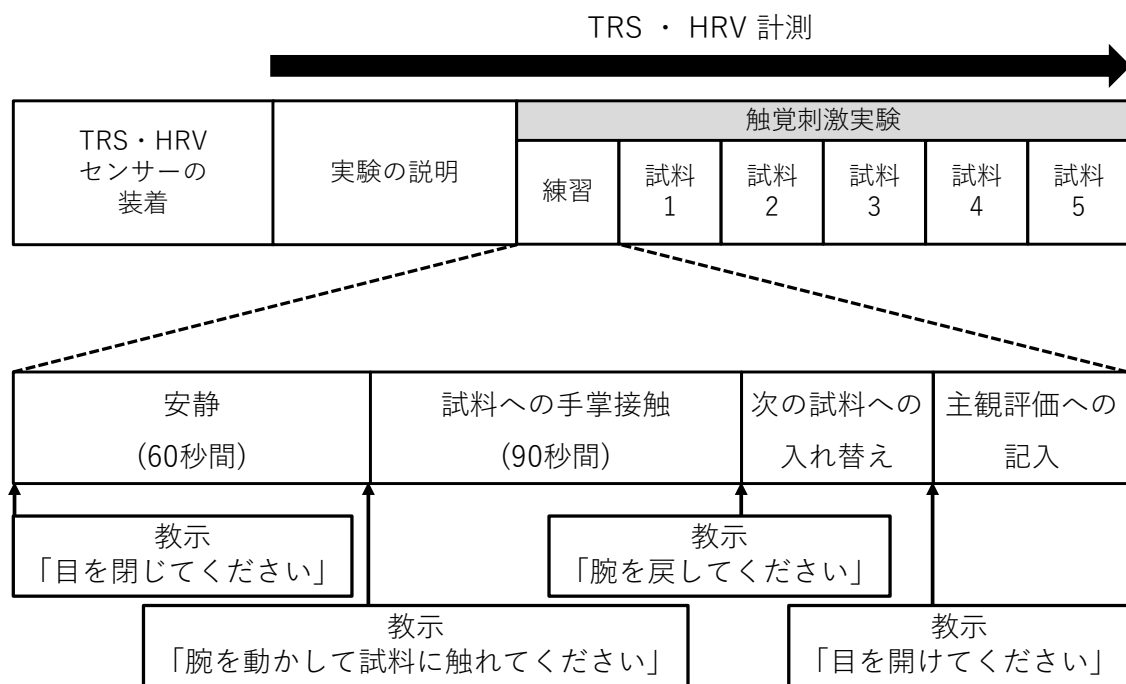 TRS ・ HRV 計測
TRS・HRV
センサーの
装着
実験の説明
触覚刺激実験
練習
試料
1
試料
2
試料
3
試料
4
試料
5
安静
(60秒間)
試料への手掌接触
(90秒間)
次の試料への
入れ替え
主観評価への
記入
教示
「目を閉じてください」
教示
「腕を戻してください」
教示
「腕を動かして試料に触れてください」
教示
「目を開けてください」